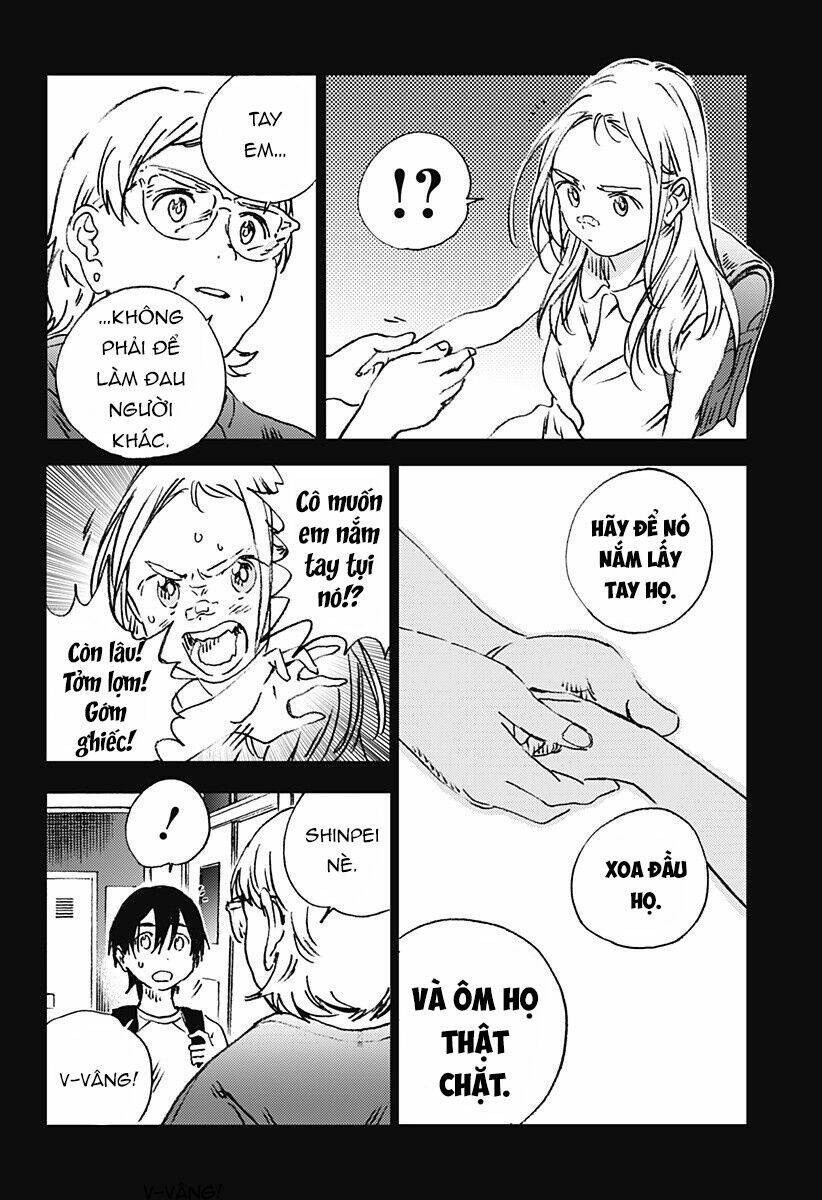 !?
TAY
EM...
...KHÔNG
PHẢI ĐỂ
LÀM ĐAU
NGƯỜI
KHÁC.
HÃY ĐỂ NÓ
NẮM LẤY
TAY HỌ.
XOA ĐẦU
HỌ.
VÀ ÔM HỌ
THẬT
CHẶT.
Cô muốn
em nắm
tay tụi
nó!?
Còn lâu!
Tởm lợm!
Gớm
ghiếc!
SHINPEI
NÈ.
!
V-VÂNG!
V-VÂNG!